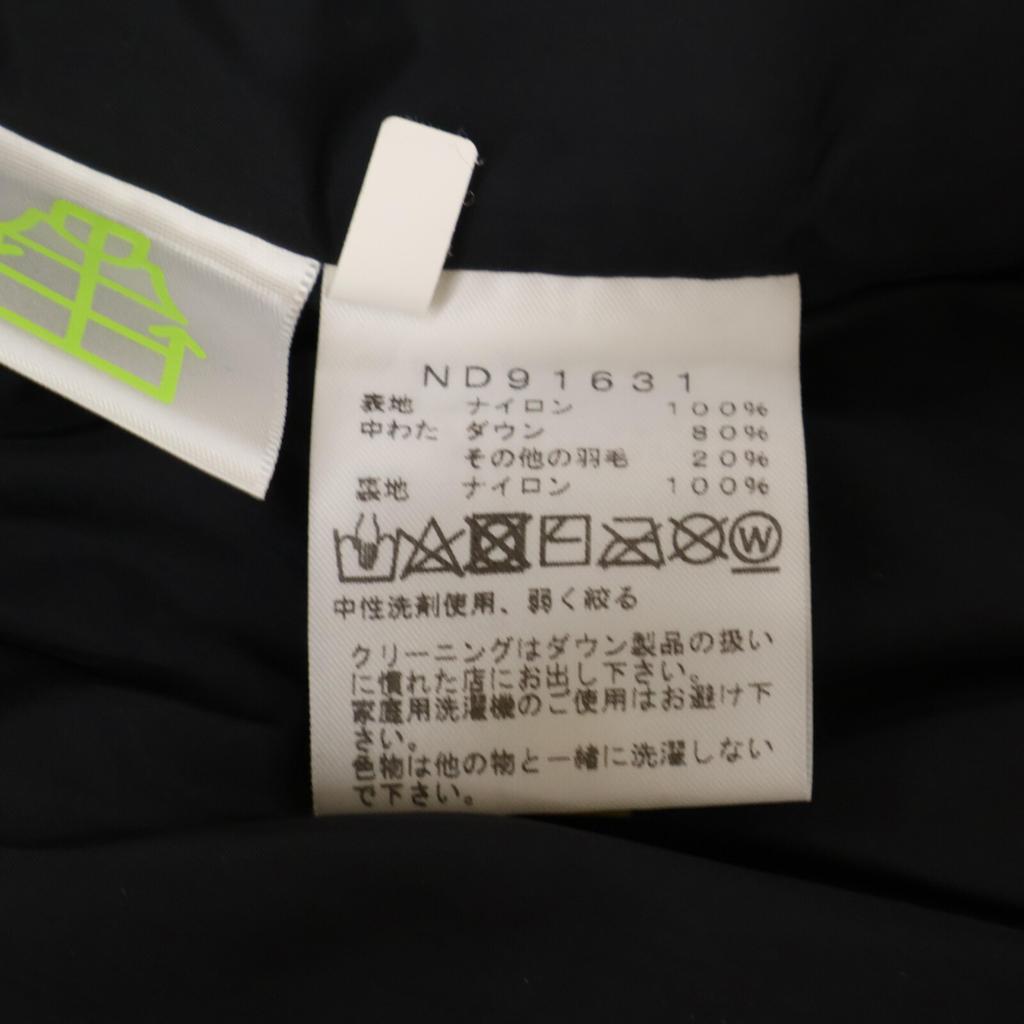 ND91631
表地 ナイロン 100%
中わた ダウン 80%
その他の羽毛 20%
裏地 ナイロン 100%
W
中性洗剤使用、弱く絞る
クリーニングはダウン製品の扱い
に慣れた店にお出し下さい。
家庭用洗濯機のご使用はお避け下
さい。
色物は他の物と一緒に洗濯しない
で下さい。